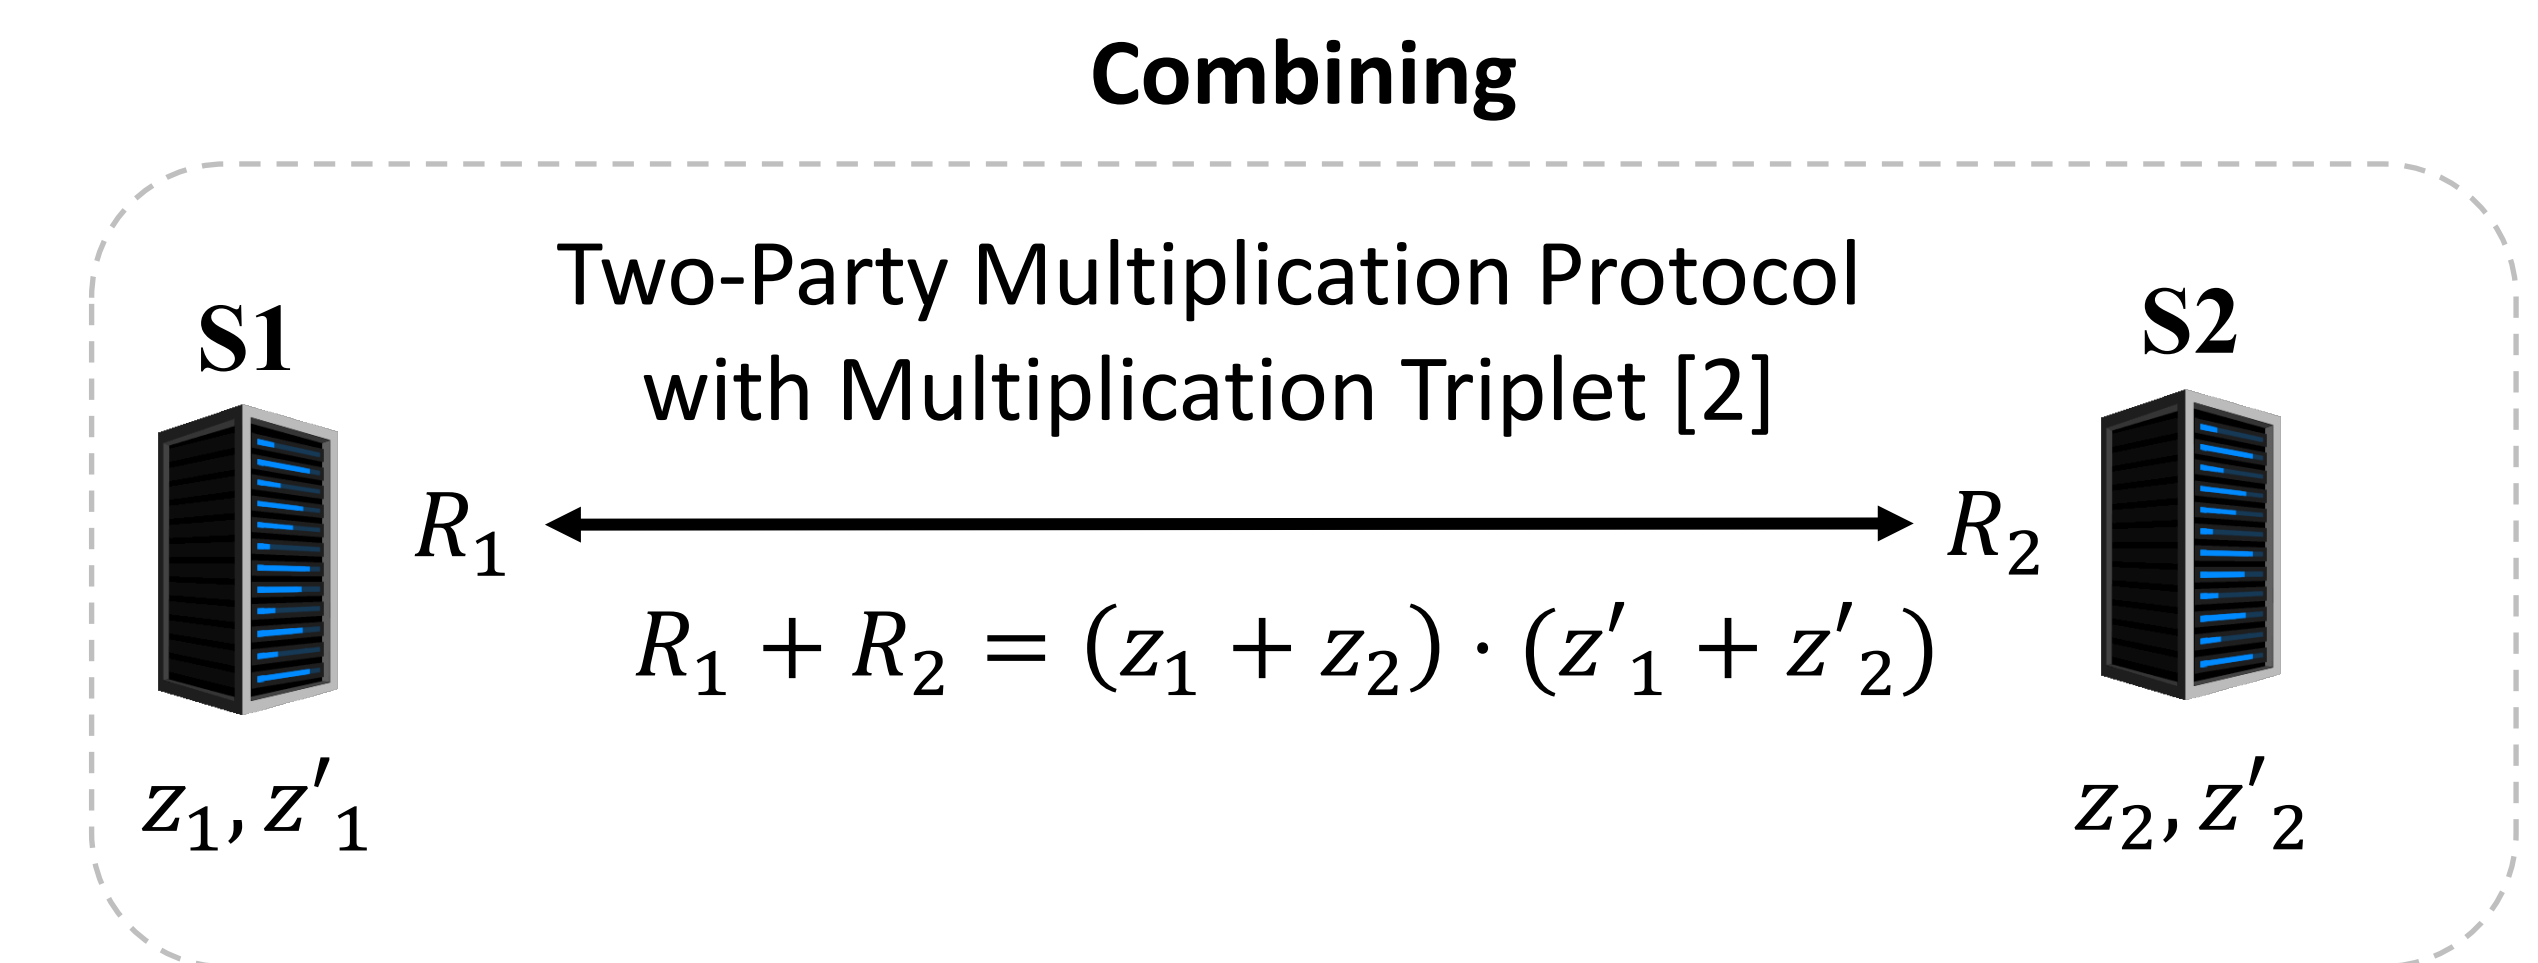 Combining
Two-Party Multiplication Protocol
with Multiplication Triplet [2]
S1
S2
R₁
R₂
R₁ + R₂ = (z₁ + z₂) · (z′₁ + z′₂)
z₁, z′₁
z₂, z′₂